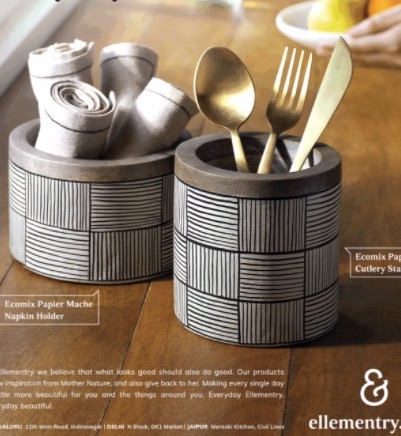 Ecomix Pap
Cutlery Sta
Ecomix Papier Mache
Napkin Holder
Ellementry we believe that what looks good should also do good. Our products
inspiration from Mother Nature, and also give back to her. Making every single day
ttle more beautiful for you and the things around you. Everyday Ellementry.
ryday beautiful.
GALURU 12th Main Road, Indiranagar | DELHI N Block, GK1 Market | JAIPUR Meraaki Kitchen, Civil Lines
&
ellementry.